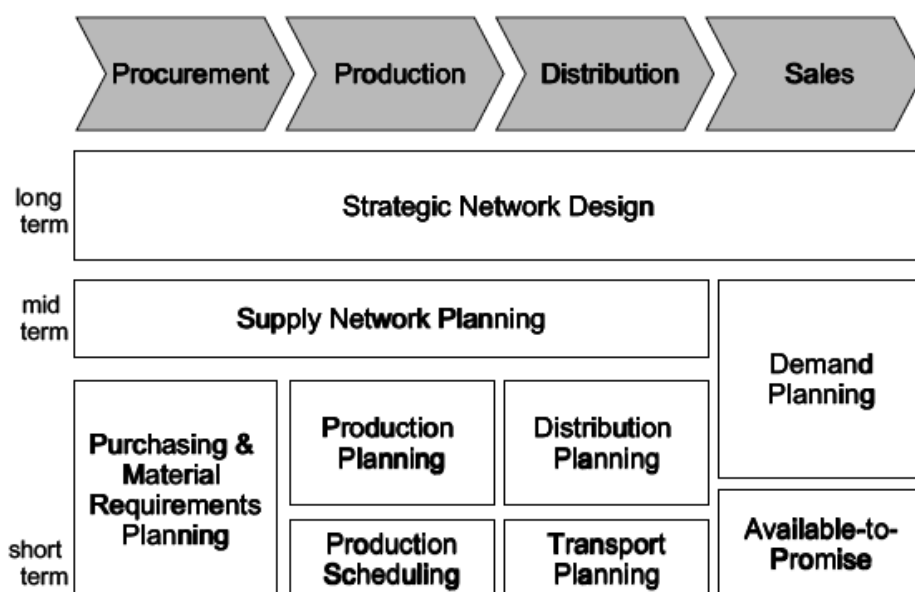 Procurement
Production
Distribution
Sales
long
term
Strategic Network Design
mid
term
Supply Network Planning
Demand
Planning
Purchasing &
Material
Requirements
Planning
Production
Planning
Distribution
Planning
short
term
Production
Scheduling
Transport
Planning
Available-to-
Promise